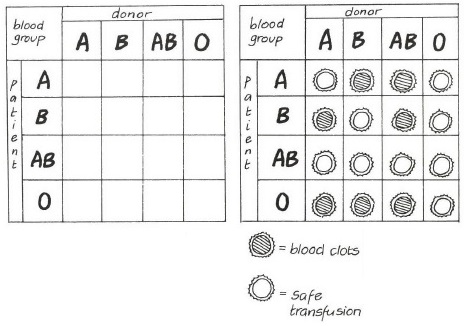 donor
blood group
A B AB O
patient
A
B
AB
O
donor
blood group
A B AB O
patient
A
B
AB
O
= blood clots
= safe
transfusion